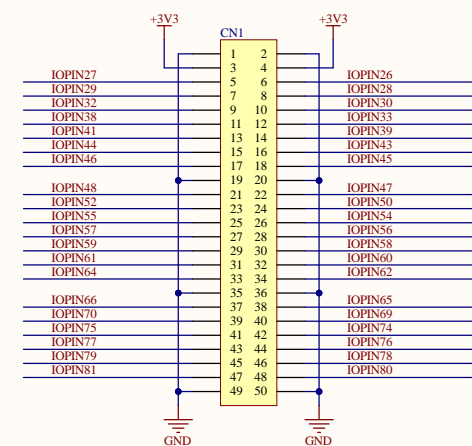 +3V3 +3V3
CN1
1 2
3 4
IOPIN27 5 6 IOPIN26
IOPIN29 7 8 IOPIN28
IOPIN32 9 10 IOPIN30
IOPIN38 11 12 IOPIN33
IOPIN41 13 14 IOPIN39
IOPIN44 15 16 IOPIN43
IOPIN46 17 18 IOPIN45
19 20
IOPIN48 21 22 IOPIN47
IOPIN52 23 24 IOPIN50
IOPIN55 25 26 IOPIN54
IOPIN57 27 28 IOPIN56
IOPIN59 29 30 IOPIN58
IOPIN61 31 32 IOPIN60
IOPIN64 33 34 IOPIN62
35 36
IOPIN66 37 38 IOPIN65
IOPIN70 39 40 IOPIN69
IOPIN75 41 42 IOPIN74
IOPIN77 43 44 IOPIN76
IOPIN79 45 46 IOPIN78
IOPIN81 47 48 IOPIN80
49 50
GND GND